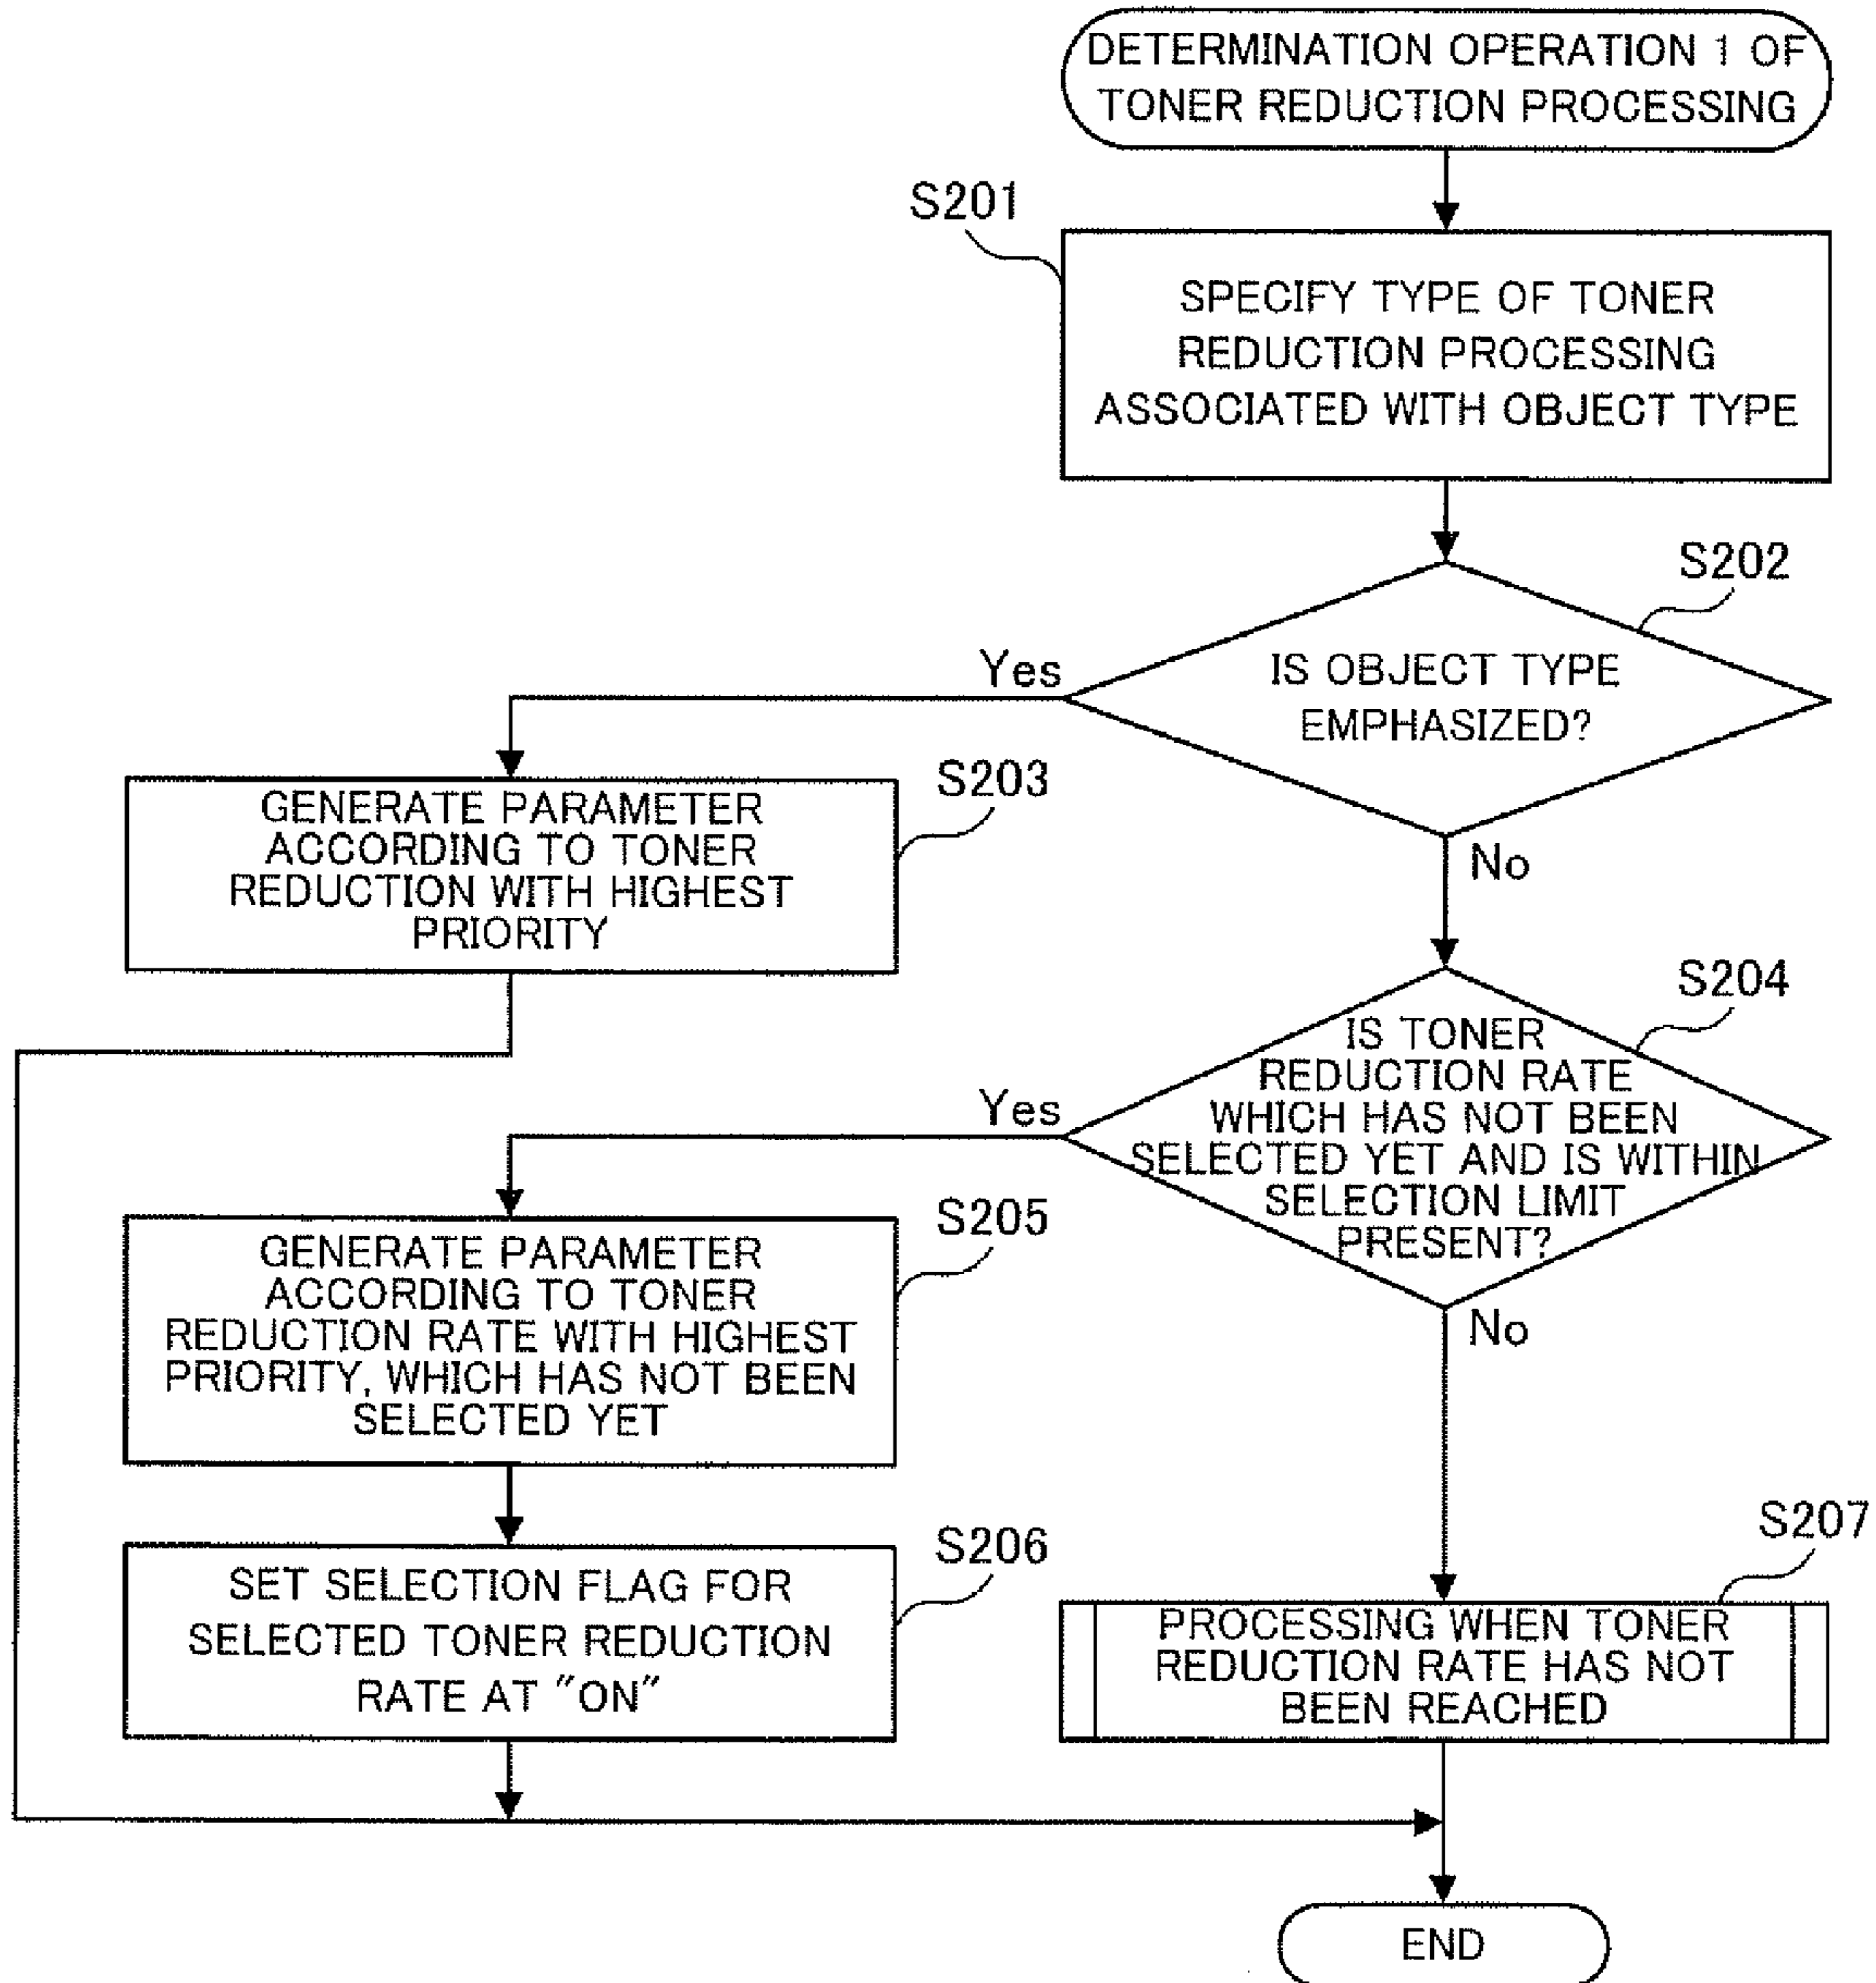 DETERMINATION OPERATION 1 OF
TONER REDUCTION PROCESSING
S201
SPECIFY TYPE OF TONER
REDUCTION PROCESSING
ASSOCIATED WITH OBJECT TYPE
S202
IS OBJECT TYPE
EMPHASIZED?
Yes
No
S203
GENERATE PARAMETER
ACCORDING TO TONER
REDUCTION WITH HIGHEST
PRIORITY
S204
IS TONER
REDUCTION RATE
WHICH HAS NOT BEEN
SELECTED YET AND IS WITHIN
SELECTION LIMIT
PRESENT?
Yes
No
S205
GENERATE PARAMETER
ACCORDING TO TONER
REDUCTION RATE WITH HIGHEST
PRIORITY, WHICH HAS NOT BEEN
SELECTED YET
S206
SET SELECTION FLAG FOR
SELECTED TONER REDUCTION
RATE AT "ON"
S207
PROCESSING WHEN TONER
REDUCTION RATE HAS NOT
BEEN REACHED
END